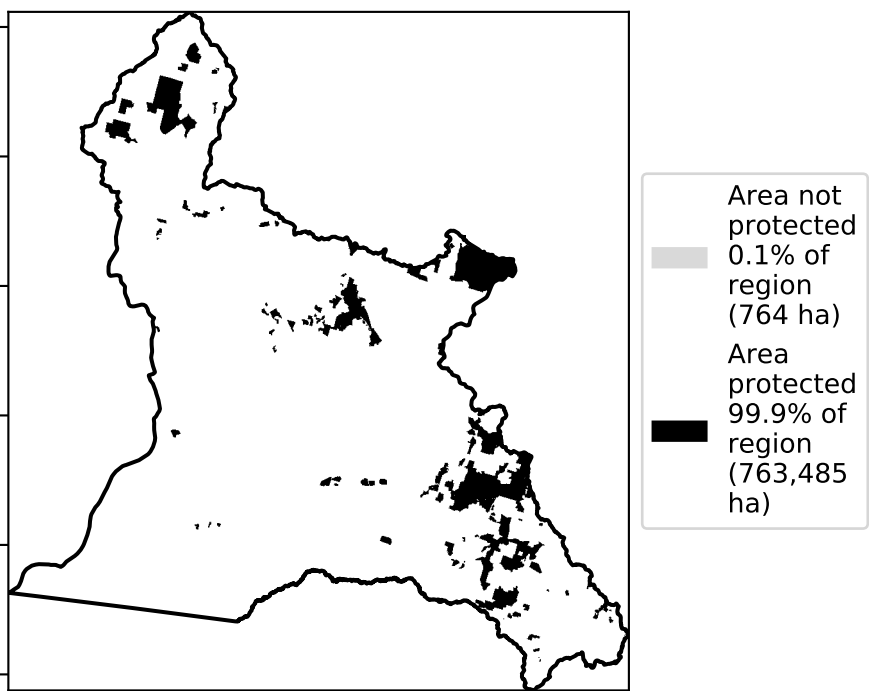 Area not
protected
0.1% of
region
(764 ha)
Area
protected
99.9% of
region
(763,485
ha)